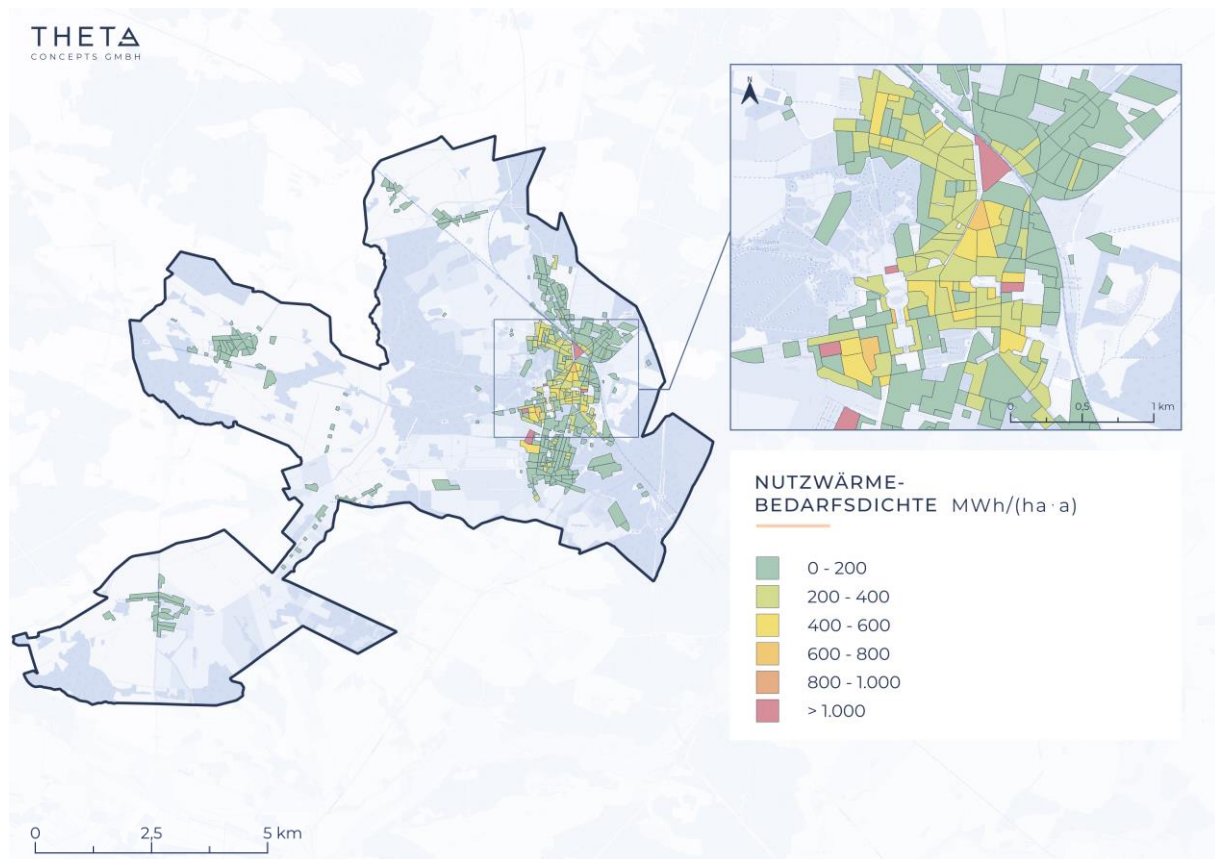 THETA
CONCEPTS GMBH
N
0 0,5 1 km
NUTZWÄRME-
BEDARFSDICHTE MWh/(ha·a)
0 - 200
200 - 400
400 - 600
600 - 800
800 - 1.000
> 1.000
0 2,5 5 km